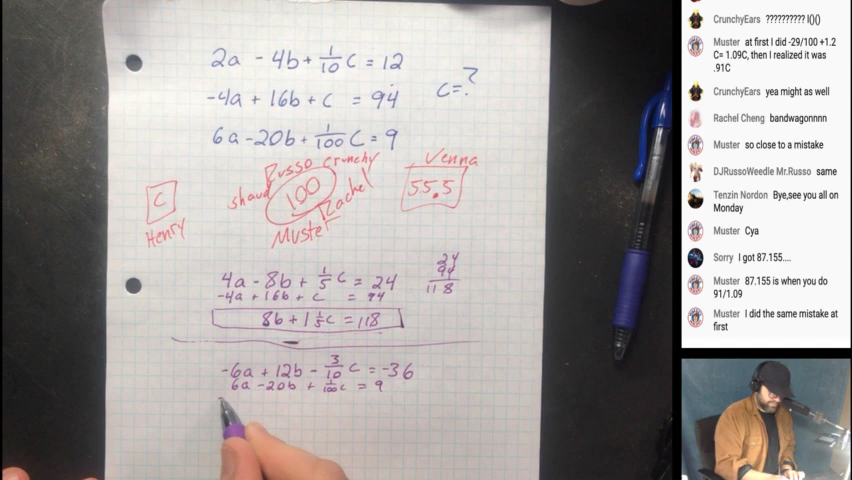 2a - 4b + 1/10 c = 12
-4a + 16b + c = 94
c = ?
6a - 20b + 1/100 c = 9
Russo crunchy
shaud 100 Rachel
Muster
Venna
55.5
C
Henry
4a - 8b + 1/5 c = 24
-4a + 16b + c = 94
8b + 1 1/5 c = 118
24
94
118
-6a + 12b - 3/10 c = -36
6a - 20b + 1/100 c = 9
CrunchyEars ?????????? I()()
Muster at first I did -29/100 +1.2
C= 1.09C, then I realized it was
.91C
CrunchyEars yea might as well
Rachel Cheng bandwagonnnn
Muster so close to a mistake
DJRussoWeedle Mr.Russo same
Tenzin Nordon Bye,see you all on
Monday
Muster Cya
Sorry I got 87.155....
Muster 87.155 is when you do
91/1.09
Muster I did the same mistake at
first